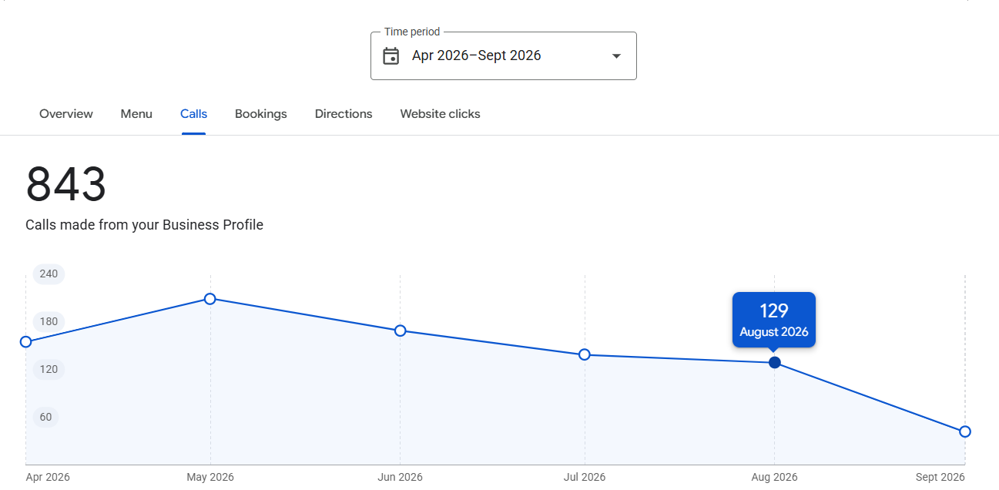 Time period
Apr 2026–Sept 2026
Overview Menu Calls Bookings Directions Website clicks
843
Calls made from your Business Profile
240
180
120
60
129
August 2026
Apr 2026 May 2026 Jun 2026 Jul 2026 Aug 2026 Sept 2026